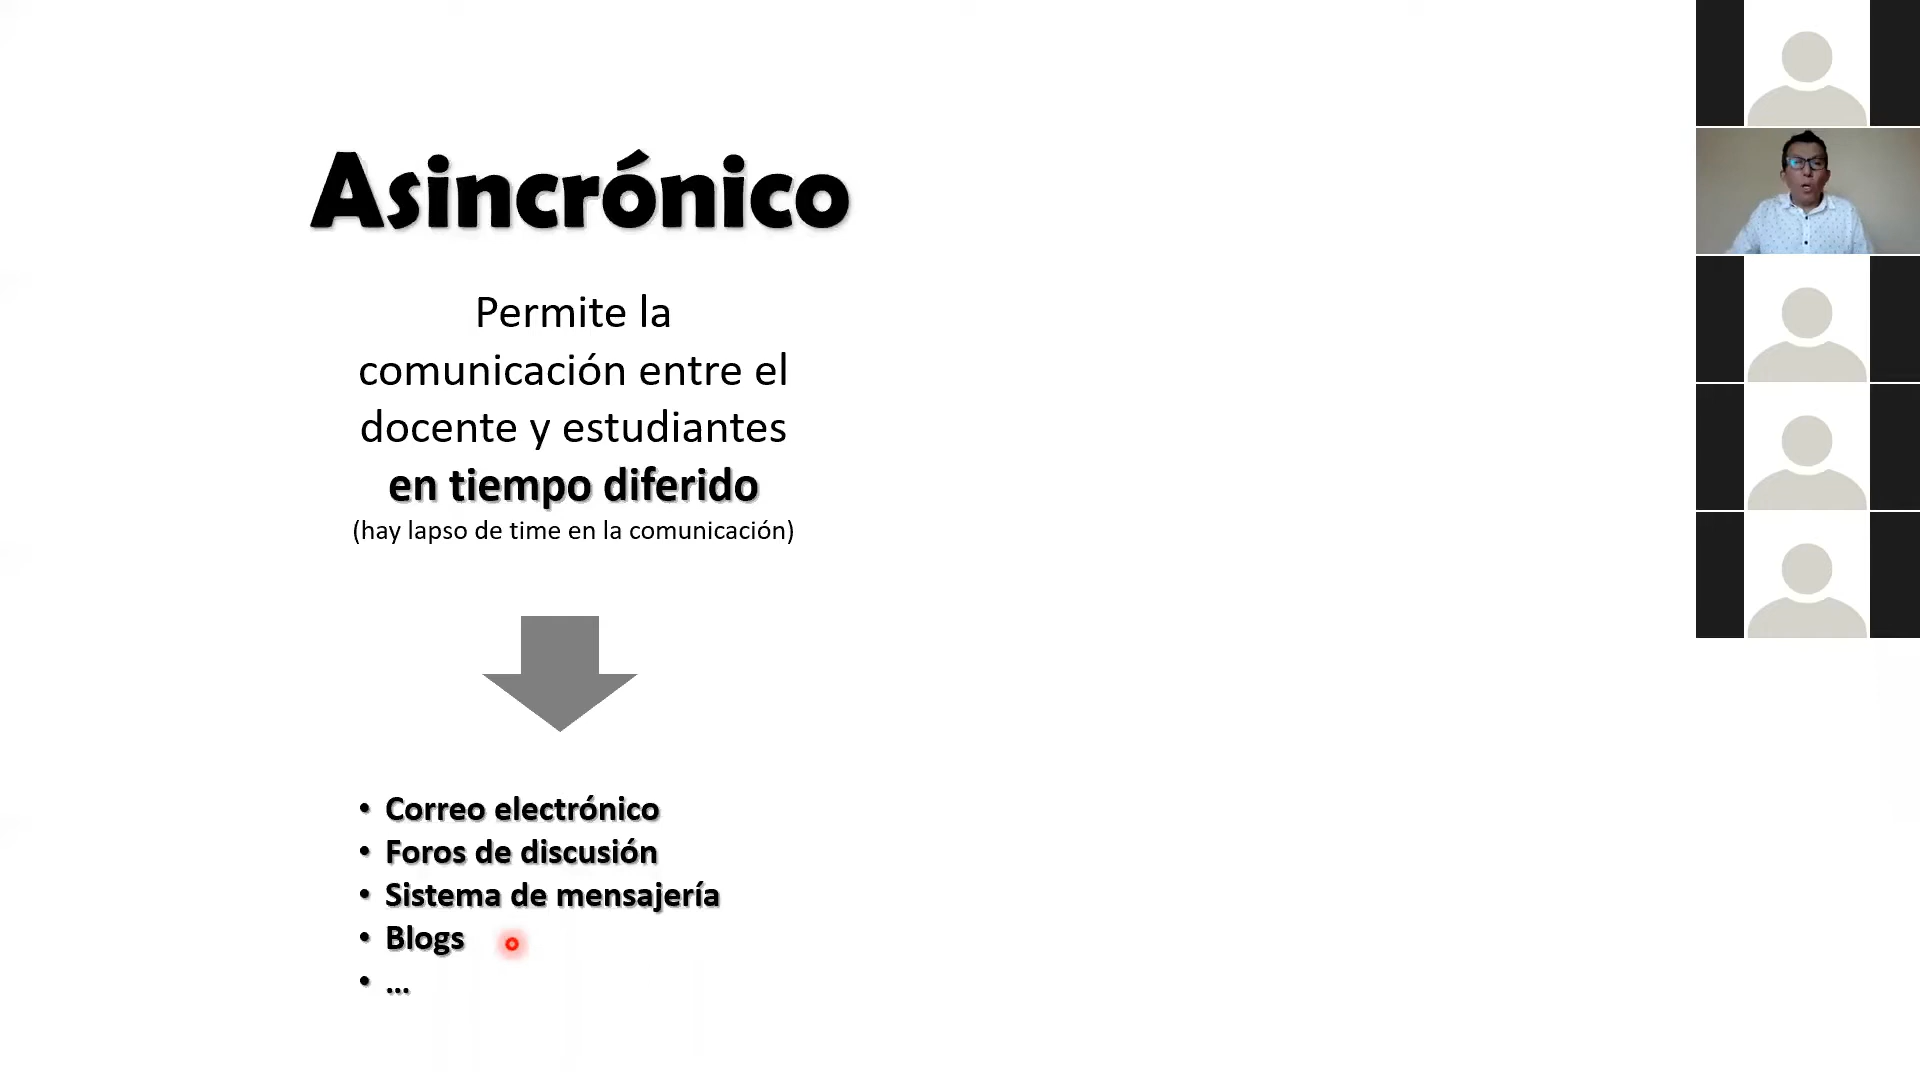 Asincrónico
Permite la
comunicación entre el
docente y estudiantes
en tiempo diferido
(hay lapso de time en la comunicación)
• Correo electrónico
• Foros de discusión
• Sistema de mensajería
• Blogs
• ...